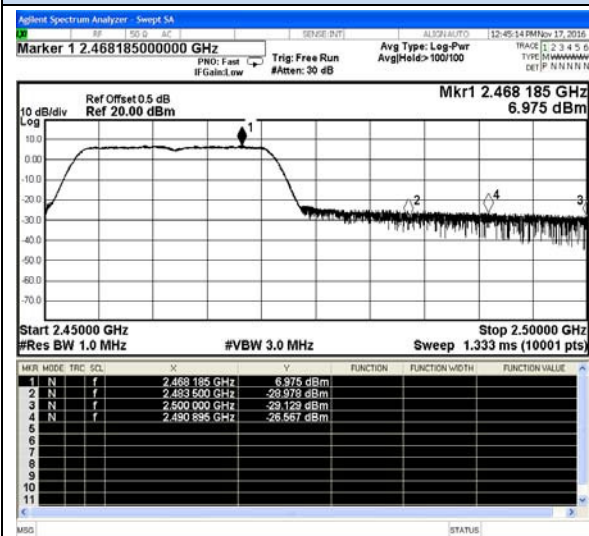 Agilent Spectrum Analyzer - Swept SA
RF 50 Ω AC SENSE:INT ALIGN AUTO 12:45:14 PM Nov 17, 2016
Marker 1 2.468185000000 GHz
PNO: Fast
IFGain:Low
Trig: Free Run
#Atten: 30 dB
Avg Type: Log-Pwr
Avg|Hold:>100/100
TRACE 1 2 3 4 5 6
TYPE M
DET P N N N N N
Mkr1 2.468 185 GHz
6.975 dBm
Ref Offset 0.5 dB
10 dB/div Ref 20.00 dBm
Log
10.0
0.00
-10.0
-20.0
-30.0
-40.0
-50.0
-60.0
-70.0
1
2
4
3
Start 2.45000 GHz Stop 2.50000 GHz
#Res BW 1.0 MHz #VBW 3.0 MHz Sweep 1.333 ms (10001 pts)
MKR MODE TRC SCL X Y FUNCTION FUNCTION WIDTH FUNCTION VALUE
1 N f 2.468 185 GHz 6.975 dBm
2 N f 2.483 500 GHz -28.978 dBm
3 N f 2.500 000 GHz -29.129 dBm
4 N f 2.490 895 GHz -26.567 dBm
5
6
7
8
9
10
11
MSG STATUS